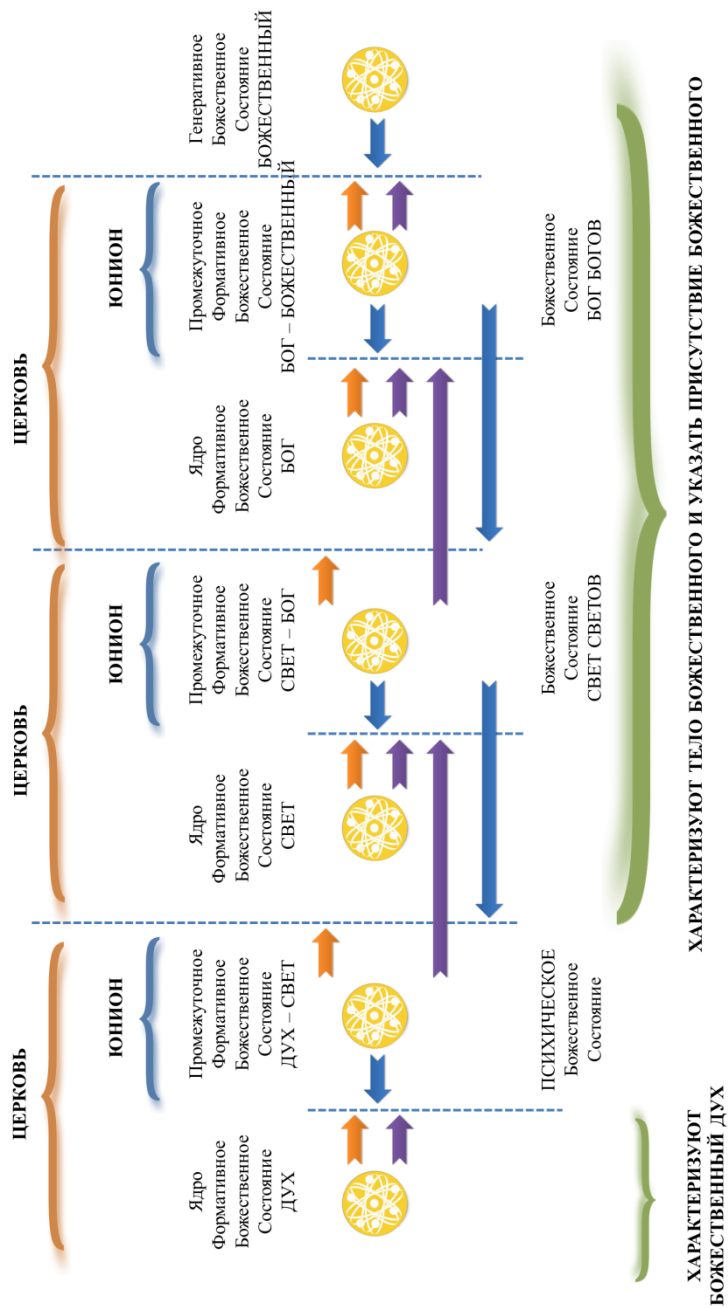 ЦЕРКОВЬ
ЦЕРКОВЬ
ЦЕРКОВЬ
ЮНИОН
ЮНИОН
ЮНИОН
Ядро
Формативное
Божественное
Состояние
ДУХ
Промежуточное
Формативное
Божественное
Состояние
ДУХ – СВЕТ
Ядро
Формативное
Божественное
Состояние
СВЕТ
Промежуточное
Формативное
Божественное
Состояние
СВЕТ – БОГ
Ядро
Формативное
Божественное
Состояние
БОГ
Промежуточное
Формативное
Божественное
Состояние
БОГ – БОЖЕСТВЕННЫЙ
Генеративное
Божественное
Состояние
БОЖЕСТВЕННЫЙ
ПСИХИЧЕСКОЕ
Божественное
Состояние
Божественное
Состояние
СВЕТ СВЕТОВ
Божественное
Состояние
БОГ БОГОВ
ХАРАКТЕРИЗУЮТ
БОЖЕСТВЕННЫЙ ДУХ
ХАРАКТЕРИЗУЮТ ТЕЛО БОЖЕСТВЕННОГО И УКАЗАТЬ ПРИСУТСТВИЕ БОЖЕСТВЕННОГО